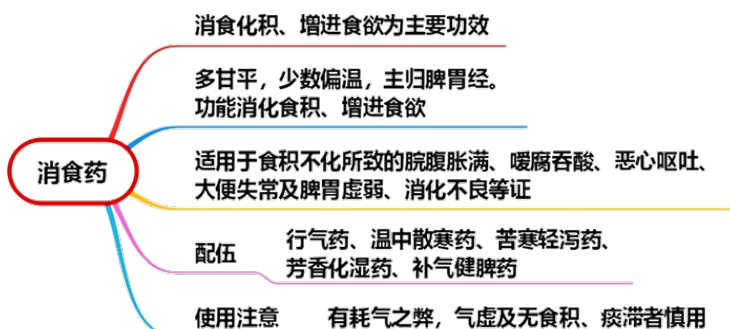 消食化积、增进食欲为主要功效
多甘平，少数偏温，主归脾胃经。
功能消化食积、增进食欲
消食药
适用于食积不化所致的脘腹胀满、嗳腐吞酸、恶心呕吐、
大便失常及脾胃虚弱、消化不良等证
配伍
行气药、温中散寒药、苦寒轻泻药、
芳香化湿药、补气健脾药
使用注意 有耗气之弊，气虚及无食积、痰滞者慎用